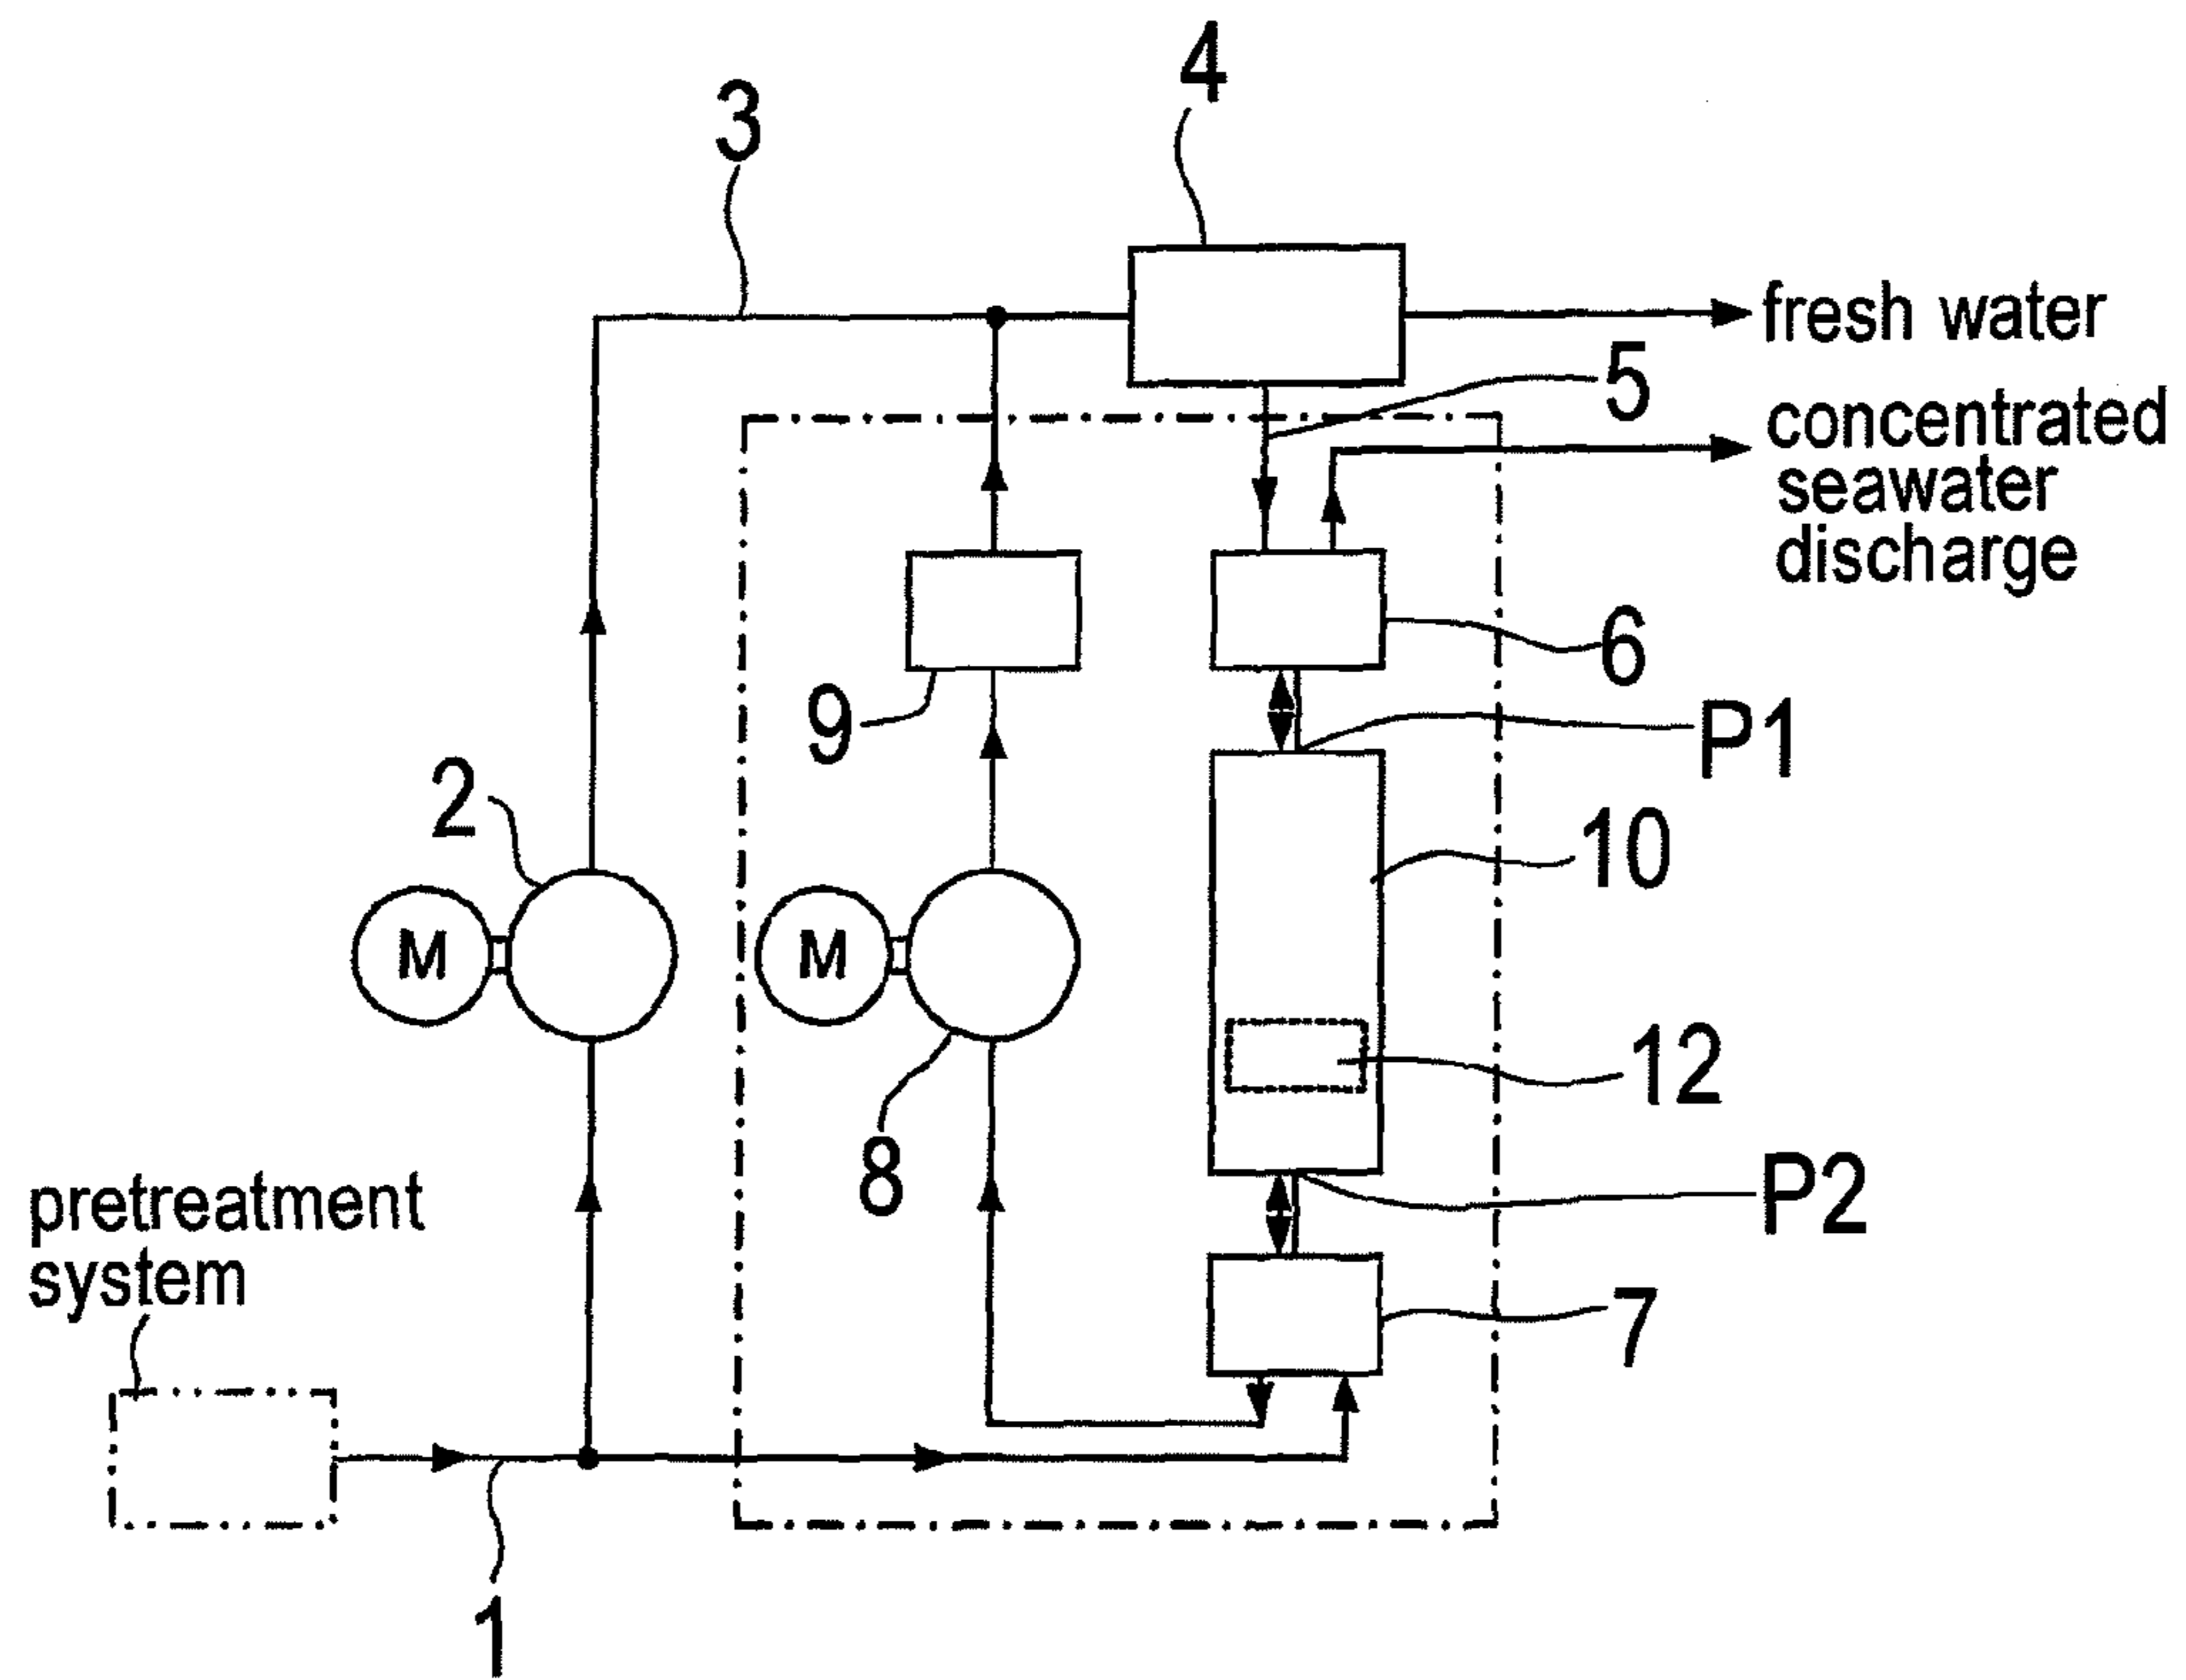 4
3
fresh water
5
concentrated
seawater
discharge
6
9
P1
2
10
M
M
12
8
P2
pretreatment
system
7
1